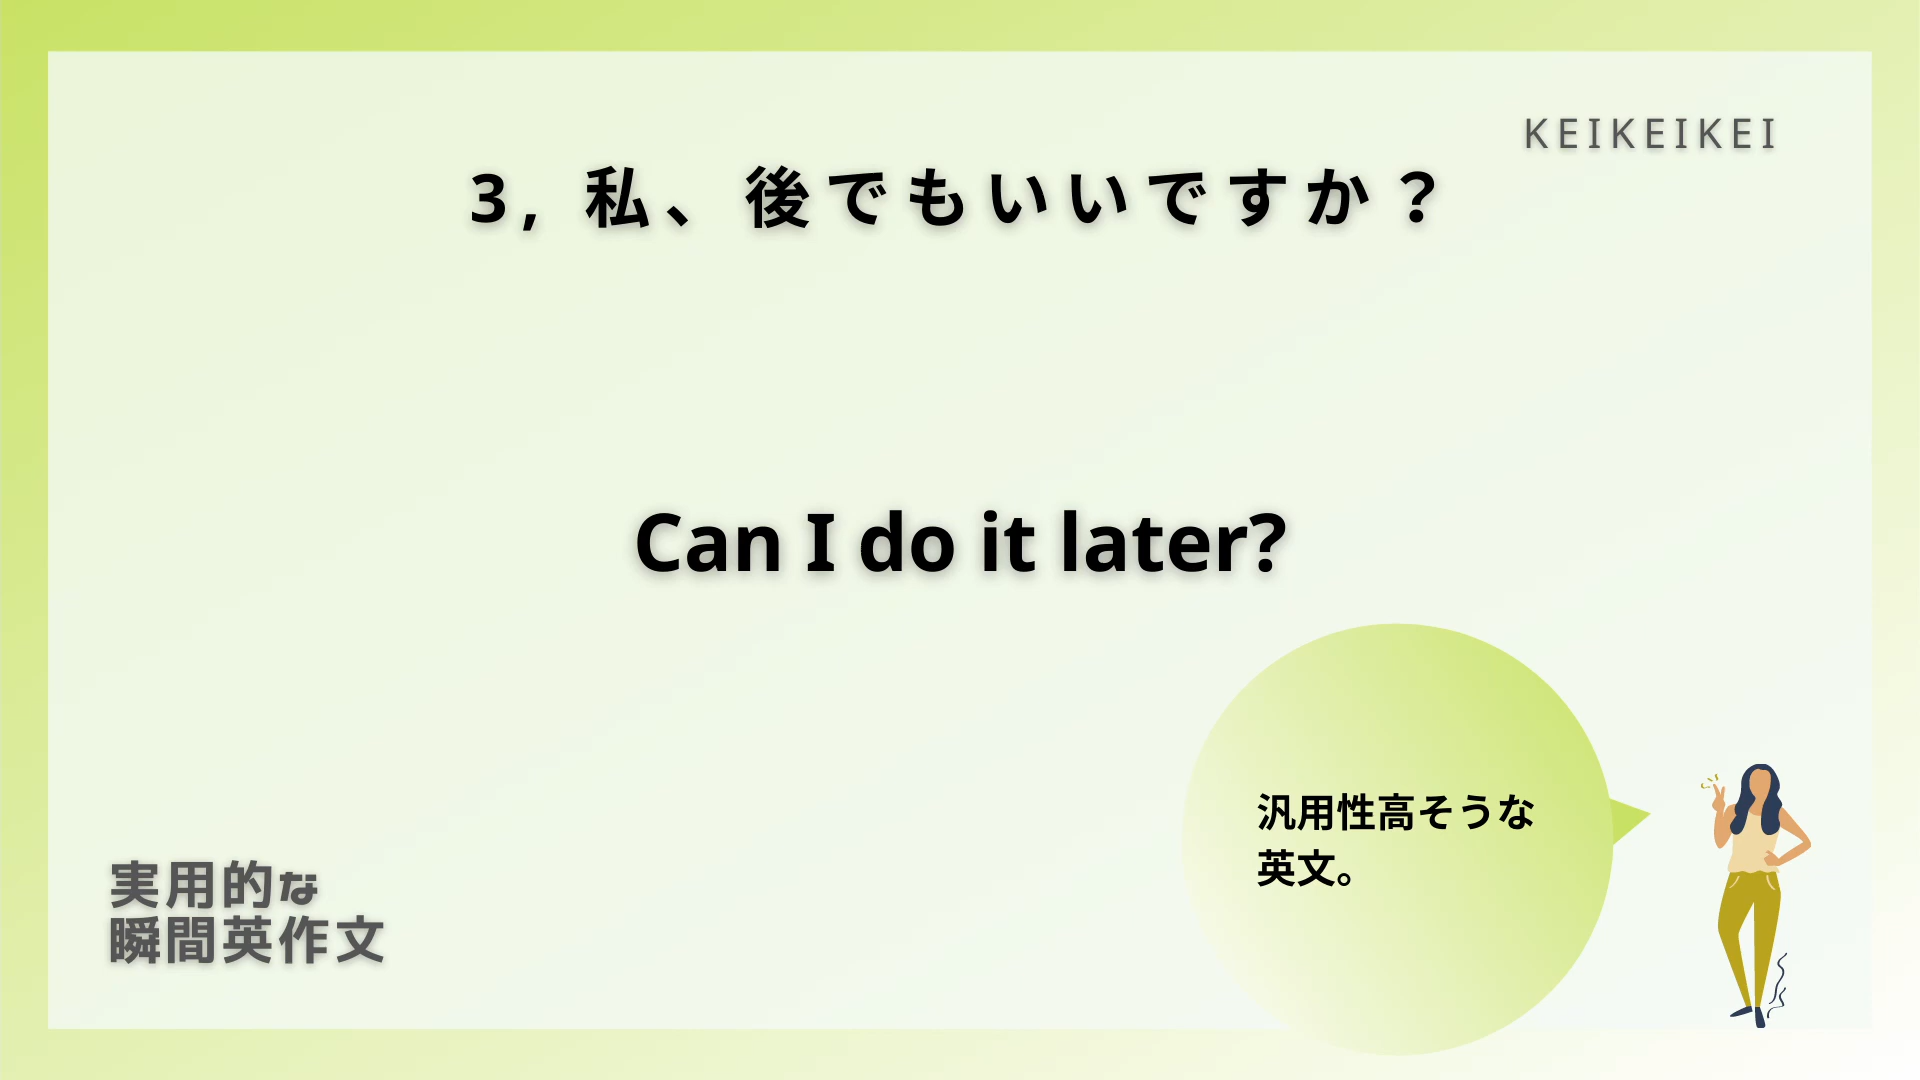 KEIKEIKEI
3, 私、後でもいいですか？
Can I do it later?
汎用性高そうな
英文。
実用的な
瞬間英作文